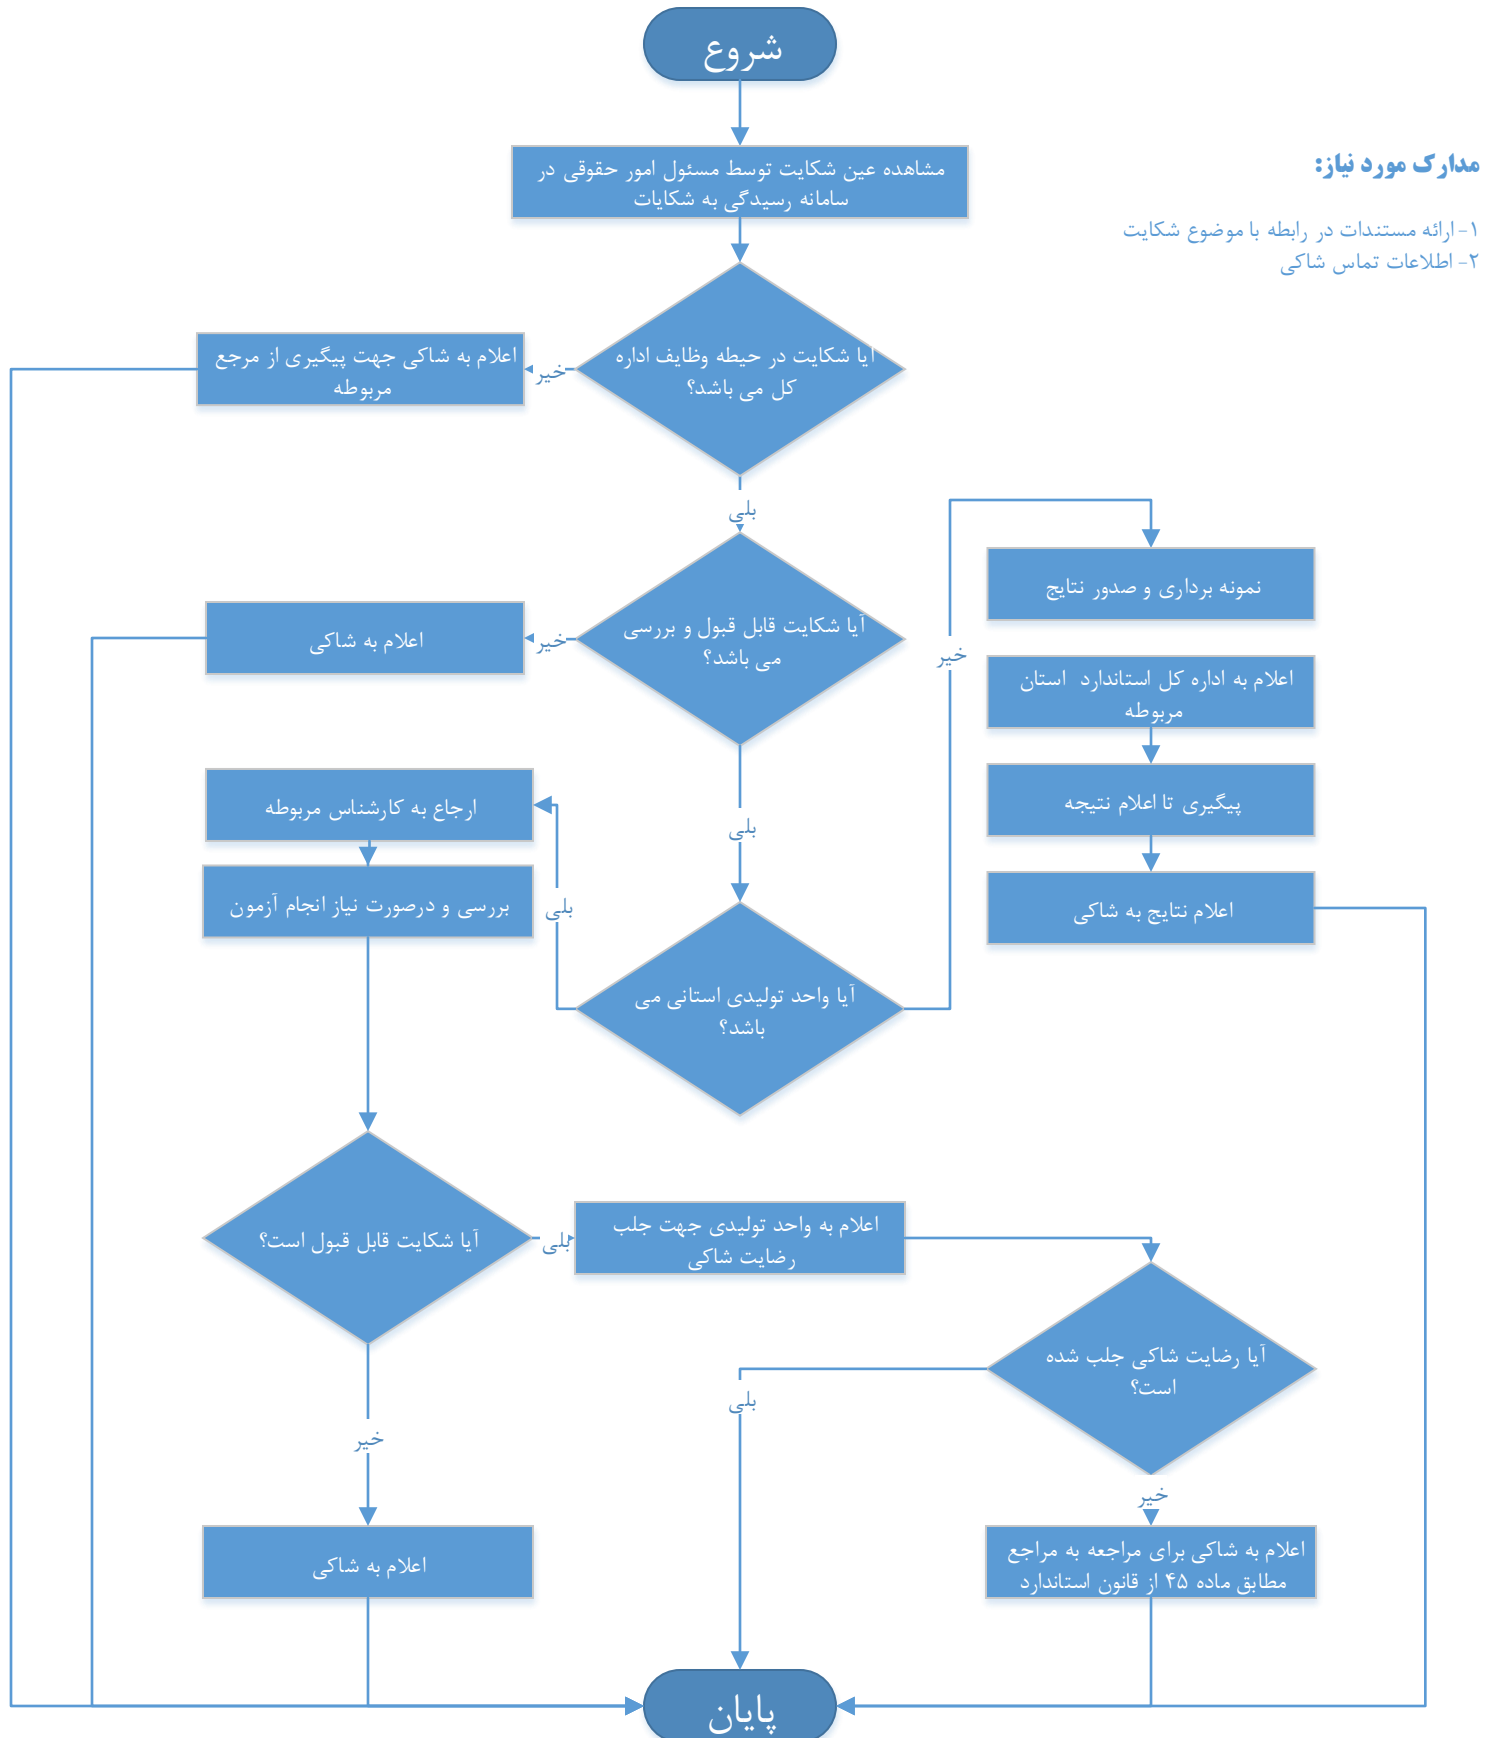 شروع
مشاهده عین شکایت توسط مسئول امور حقوقی در
سامانه رسیدگی به شکایات
مدارک مورد نیاز:
۱- ارائه مستندات در رابطه با موضوع شکایت
۲- اطلاعات تماس شاکی
آیا شکایت در حیطه وظایف اداره
کل می باشد؟
خیر
اعلام به شاکی جهت پیگیری از مرجع
مربوطه
بلی
آیا شکایت قابل قبول و بررسی
می باشد؟
خیر
اعلام به شاکی
بلی
آیا واحد تولیدی استانی می
باشد؟
خیر
نمونه برداری و صدور نتایج
اعلام به اداره کل استاندارد استان
مربوطه
پیگیری تا اعلام نتیجه
اعلام نتایج به شاکی
بلی
ارجاع به کارشناس مربوطه
بررسی و درصورت نیاز انجام آزمون
آیا شکایت قابل قبول است؟
بلی
اعلام به واحد تولیدی جهت جلب
رضایت شاکی
آیا رضایت شاکی جلب شده
است؟
بلی
خیر
اعلام به شاکی برای مراجعه به مراجع
مطابق ماده ۴۵ از قانون استاندارد
خیر
اعلام به شاکی
پایان